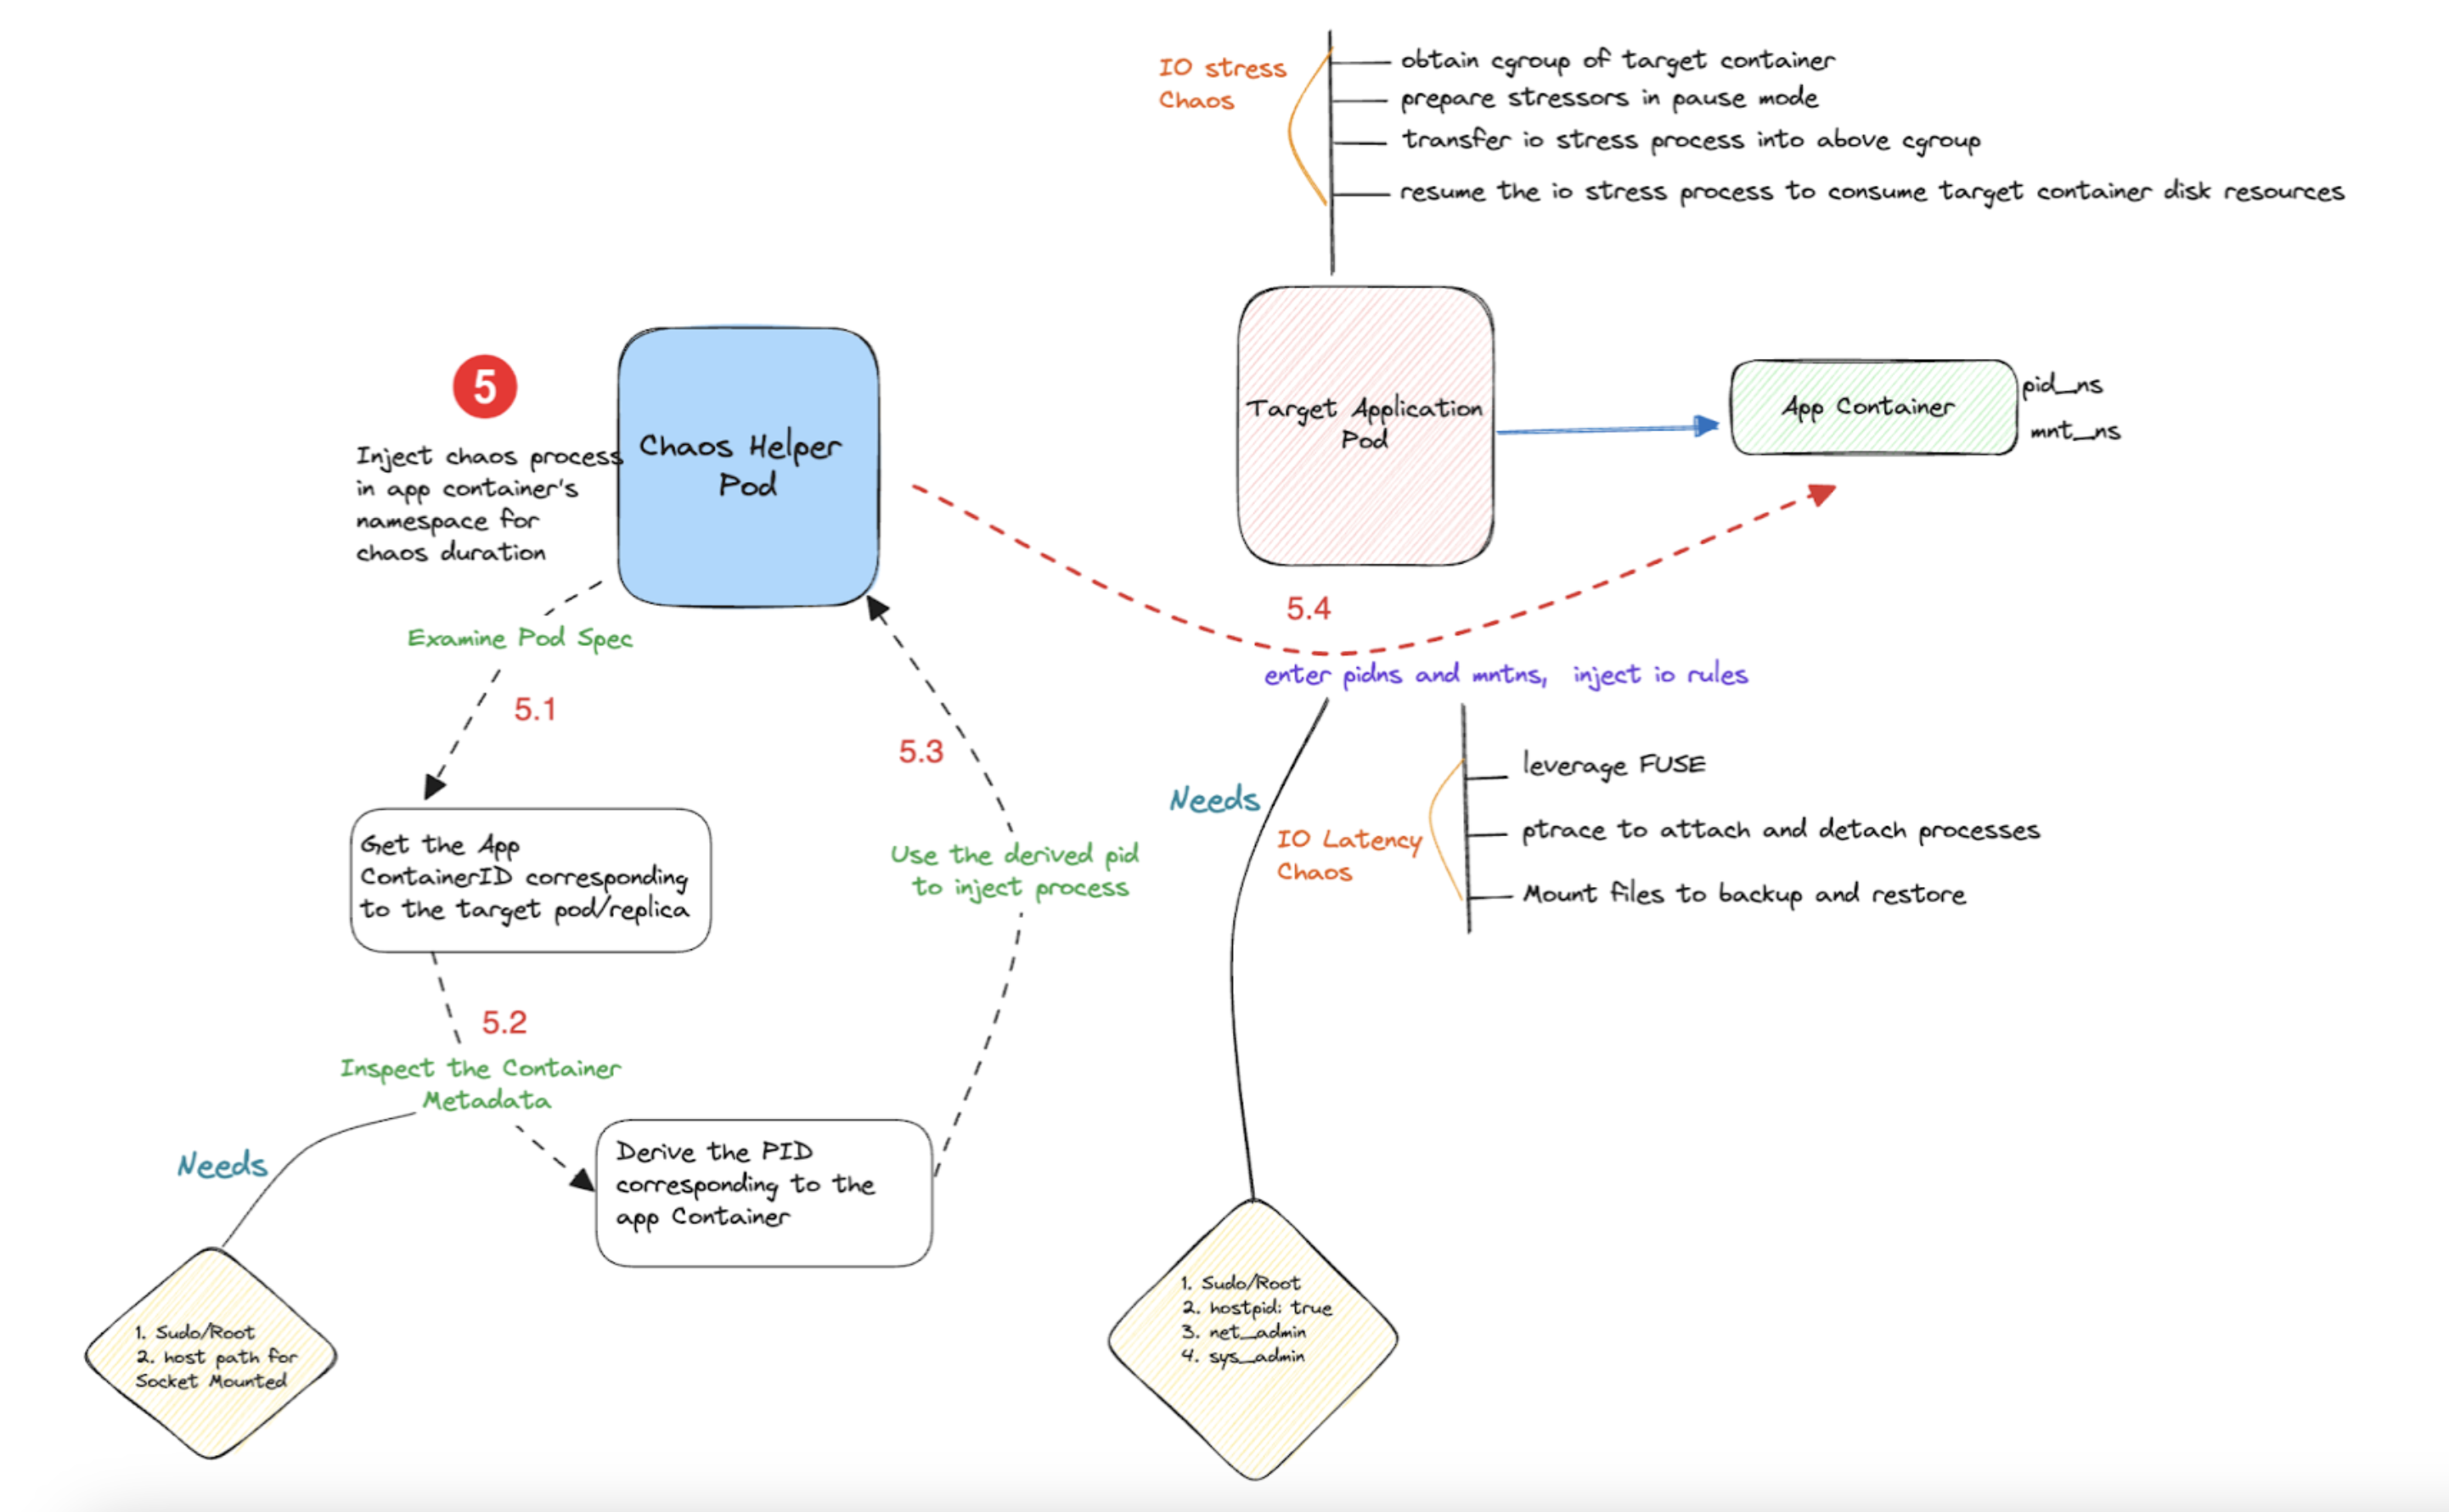 IO stress
Chaos
obtain cgroup of target container
prepare stressors in pause mode
transfer io stress process into above cgroup
resume the io stress process to consume target container disk resources
5
Inject chaos process
in app container's
namespace for
chaos duration
Chaos Helper
Pod
Target Application
Pod
App Container
pid_ns
mnt_ns
Examine Pod Spec
5.1
5.3
5.4
enter pidns and mntns, inject io rules
Get the App
ContainerID corresponding
to the target pod/replica
Use the derived pid
to inject process
Needs
IO Latency
Chaos
leverage FUSE
ptrace to attach and detach processes
Mount files to backup and restore
5.2
Inspect the Container
Metadata
Needs
Derive the PID
corresponding to the
app Container
1. Sudo/Root
2. host path for
Socket Mounted
1. Sudo/Root
2. hostpid: true
3. net_admin
4. sys_admin